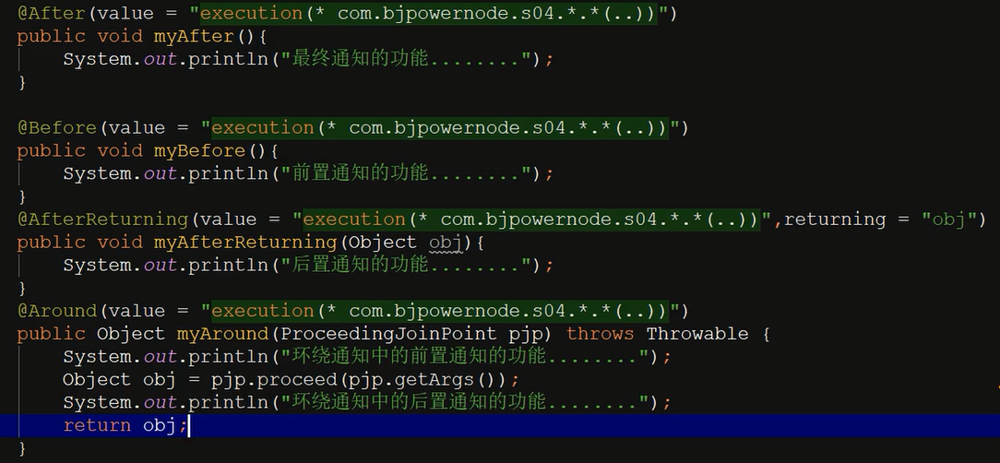 @After(value = "execution(* com.bjpowernode.s04.*.*(..))")
public void myAfter(){
System.out.println("最终通知的功能........");
}
@Before(value = "execution(* com.bjpowernode.s04.*.*(..))")
public void myBefore(){
System.out.println("前置通知的功能........");
}
@AfterReturning(value = "execution(* com.bjpowernode.s04.*.*(..))",returning = "obj")
public void myAfterReturning(Object obj){
System.out.println("后置通知的功能........");
}
@Around(value = "execution(* com.bjpowernode.s04.*.*(..))")
public Object myAround(ProceedingJoinPoint pjp) throws Throwable {
System.out.println("环绕通知中的前置通知的功能........");
Object obj = pjp.proceed(pjp.getArgs());
System.out.println("环绕通知中的后置通知的功能........");
return obj;
}